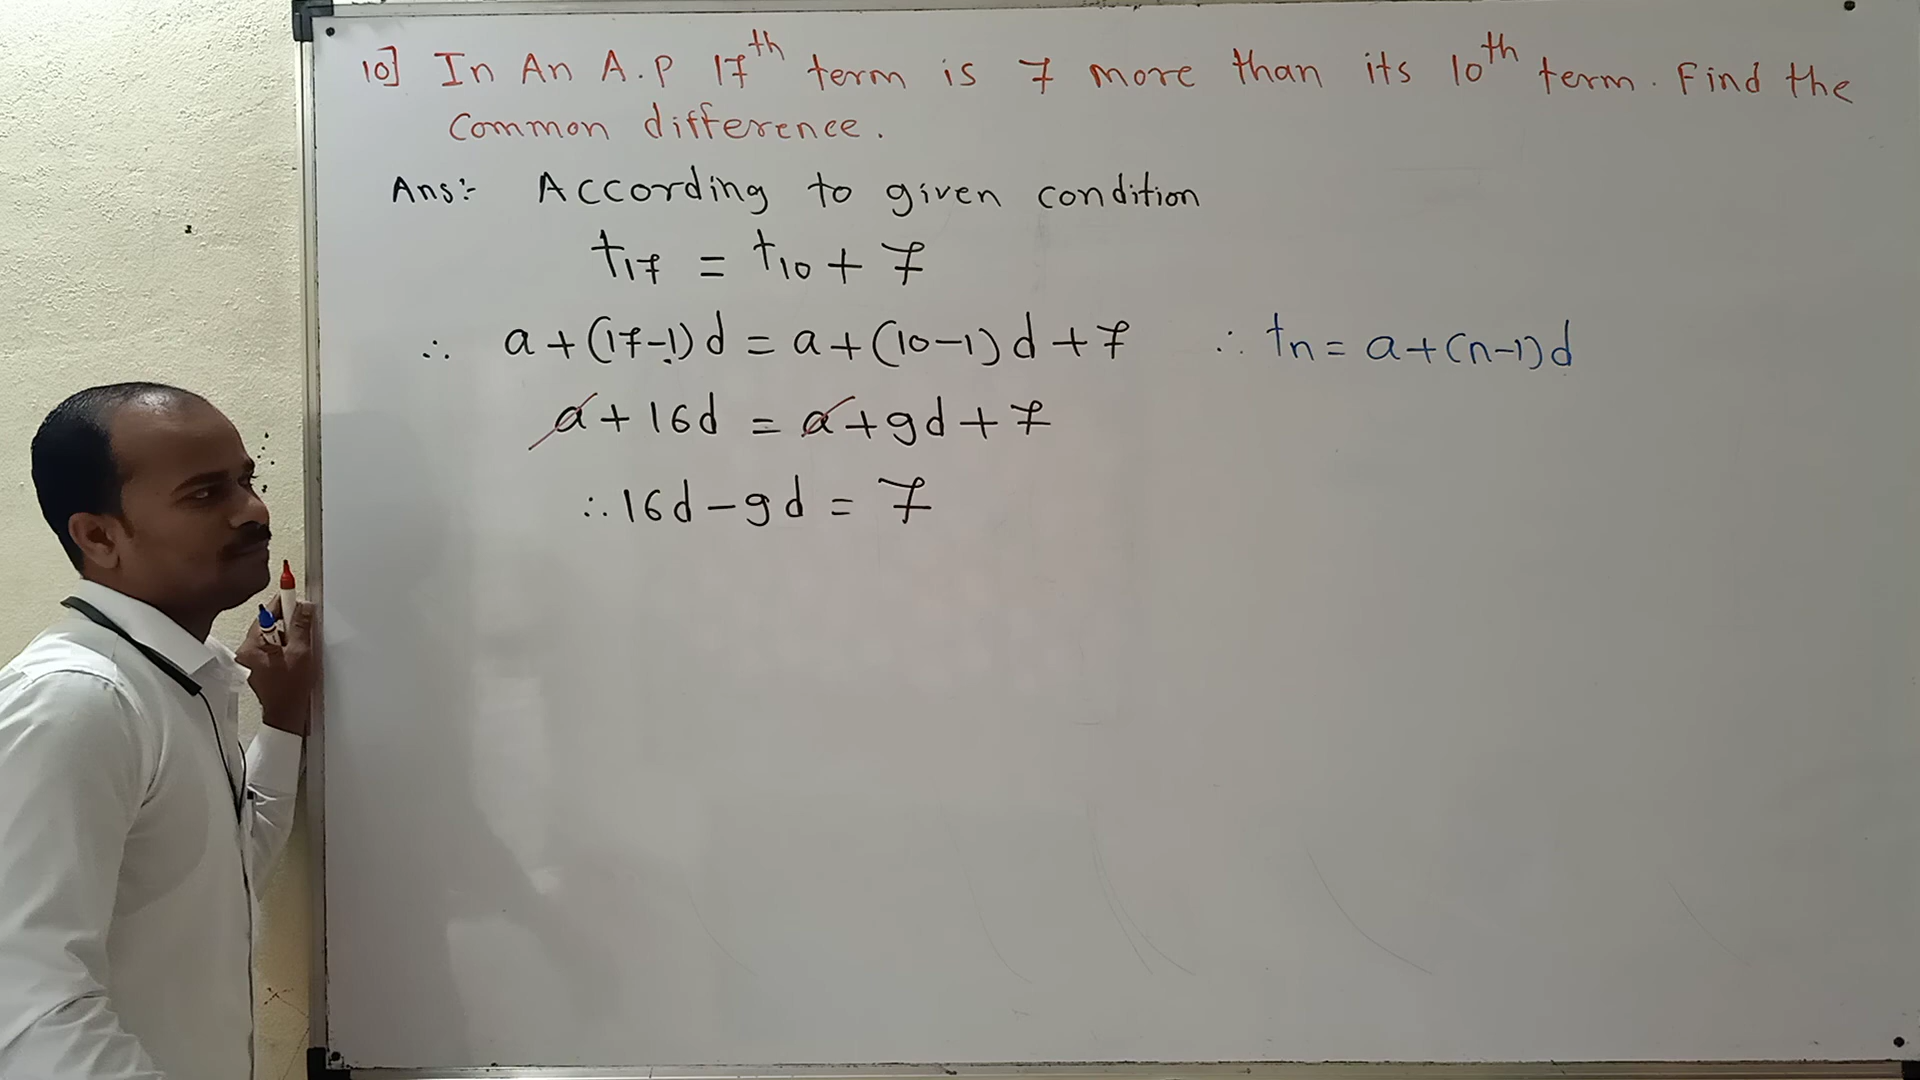 10] In An A.P 17th term is 7 more than its 10th term. Find the
Common difference.
Ans:- According to given condition
t17 = t10 + 7
∴ a+(17-1)d = a+(10-1)d+7 ∴ tn = a+(n-1)d
a+16d = a+9d+7
∴ 16d-9d = 7